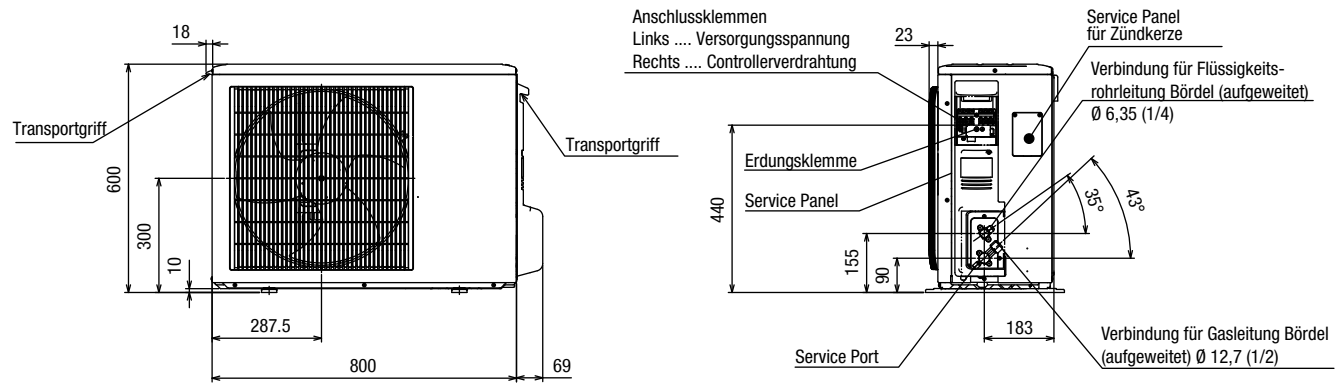 18
Transportgriff
600
300
10
287.5
800
69
Transportgriff
Anschlussklemmen
Links .... Versorgungsspannung
Rechts .... Controllerverdrahtung
23
Service Panel
für Zündkerze
Verbindung für Flüssigkeits-
rohrleitung Bördel (aufgeweitet)
Ø 6,35 (1/4)
Erdungsklemme
Service Panel
440
155
90
35°
43°
183
Service Port
Verbindung für Gasleitung Bördel
(aufgeweitet) Ø 12,7 (1/2)